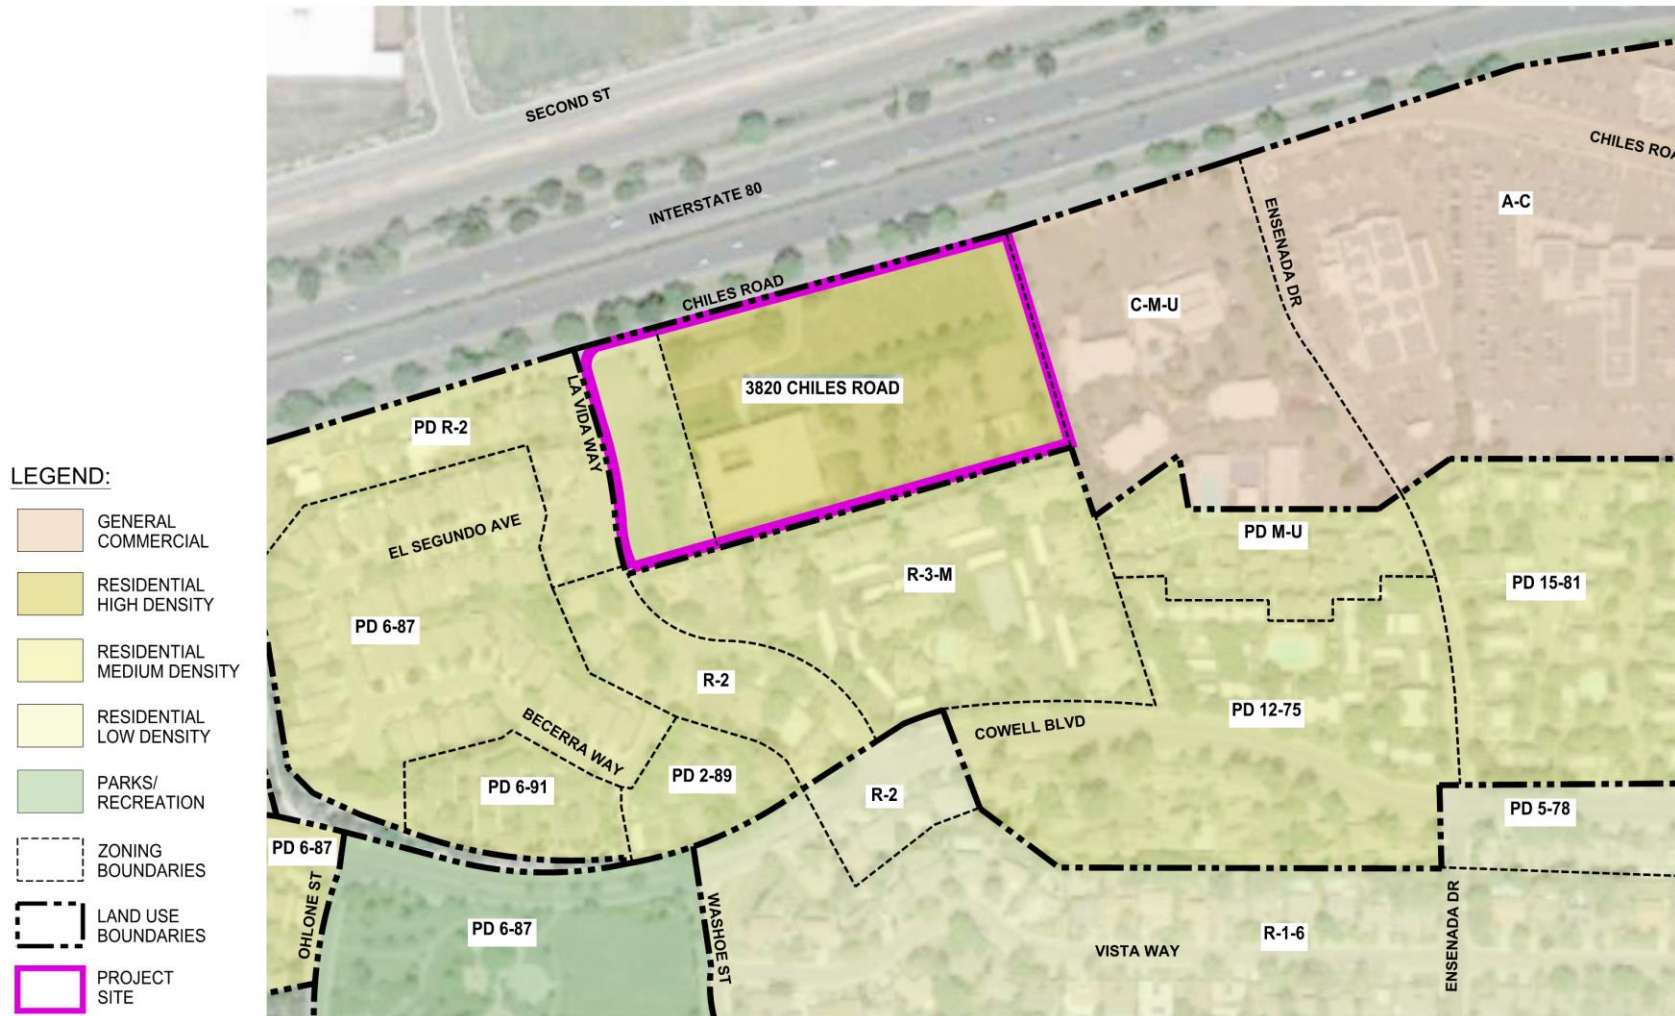 SECOND ST
INTERSTATE 80
CHILES ROAD
CHILES ROA
A-C
ENSENADA DR
C-M-U
3820 CHILES ROAD
LA VIDA WAY
PD R-2
EL SEGUNDO AVE
PD 6-87
R-3-M
PD M-U
PD 15-81
R-2
BECERRA WAY
PD 6-91
PD 2-89
COWELL BLVD
PD 12-75
R-2
PD 5-78
PD 6-87
OHLONE ST
PD 6-87
WASHOE ST
VISTA WAY
R-1-6
ENSENADA DR
LEGEND:
GENERAL
COMMERCIAL
RESIDENTIAL
HIGH DENSITY
RESIDENTIAL
MEDIUM DENSITY
RESIDENTIAL
LOW DENSITY
PARKS/
RECREATION
ZONING
BOUNDARIES
LAND USE
BOUNDARIES
PROJECT
SITE